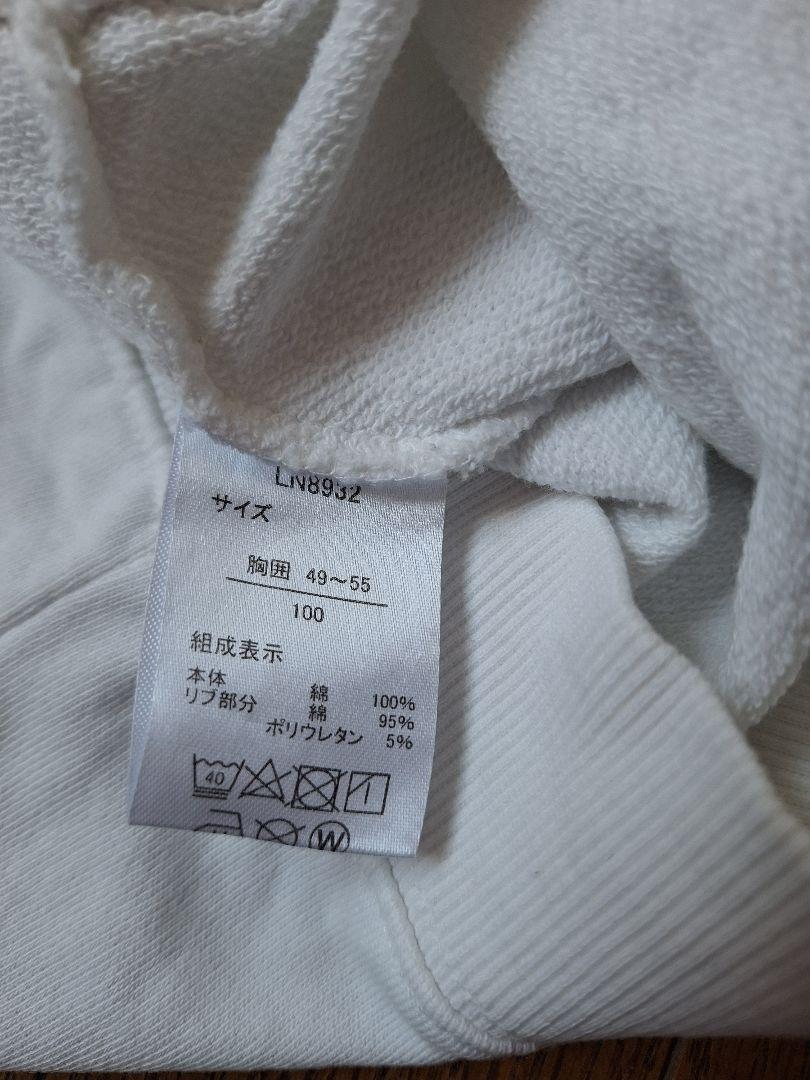 LN8932
サイズ
胸囲 49～55
100
組成表示
本体 綿 100%
リブ部分 綿 95%
ポリウレタン 5%
40
W